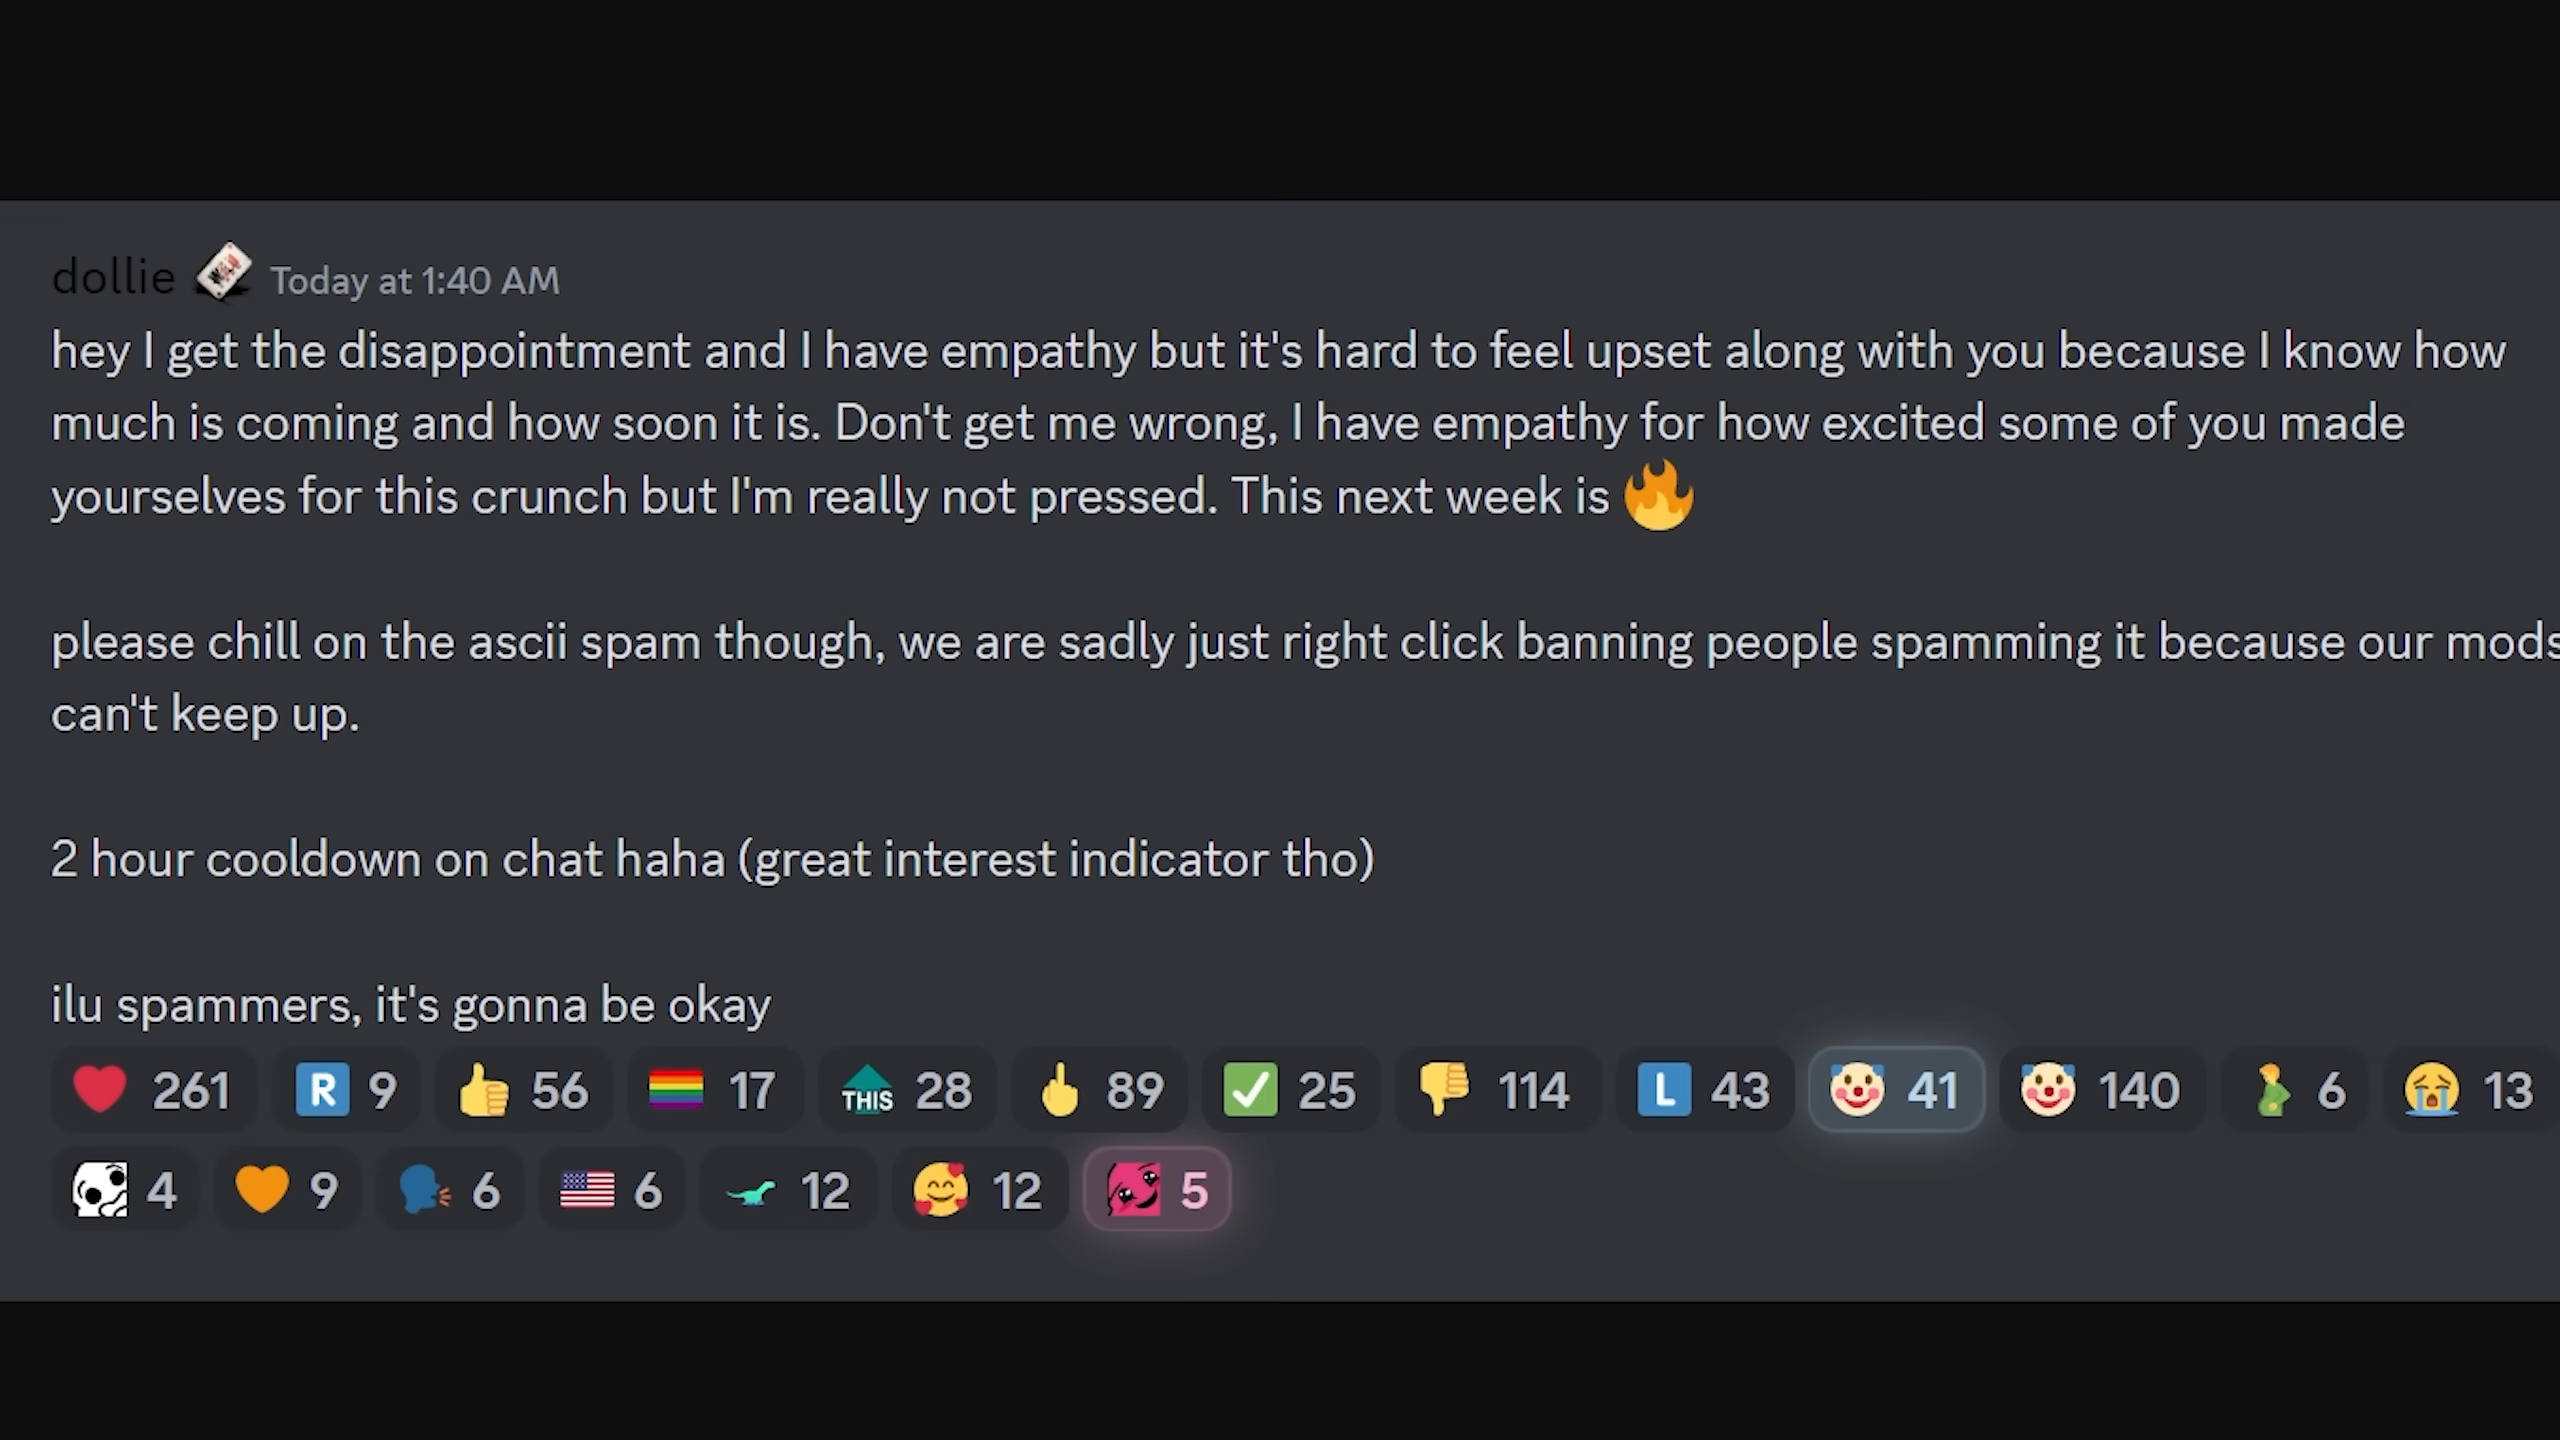 dollie Today at 1:40 AM
hey I get the disappointment and I have empathy but it's hard to feel upset along with you because I know how
much is coming and how soon it is. Don't get me wrong, I have empathy for how excited some of you made
yourselves for this crunch but I'm really not pressed. This next week is 🔥
please chill on the ascii spam though, we are sadly just right click banning people spamming it because our mods
can't keep up.
2 hour cooldown on chat haha (great interest indicator tho)
ilu spammers, it's gonna be okay
261 R 9 56 17 THIS 28 89 25 114 L 43 41 140 6 13
4 9 6 6 12 12 5